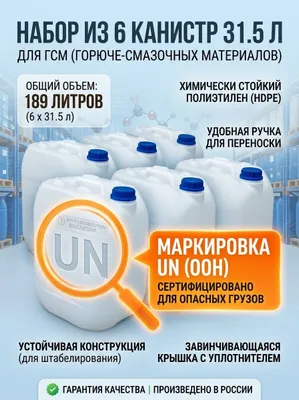 НАБОР ИЗ 6 КАНИСТР 31.5 Л
ДЛЯ ГСМ (ГОРЮЧЕ-СМАЗОЧНЫХ МАТЕРИАЛОВ)
ОБЩИЙ ОБЪЕМ:
189 ЛИТРОВ
(6 x 31.5 л)
ХИМИЧЕСКИ СТОЙКИЙ
ПОЛИЭТИЛЕН (HDPE)
УДОБНАЯ РУЧКА
ДЛЯ ПЕРЕНОСКИ
UN
МАРКИРОВКА
UN (ООН)
СЕРТИФИЦИРОВАНО
ДЛЯ ОПАСНЫХ ГРУЗОВ
УСТОЙЧИВАЯ КОНСТРУКЦИЯ
(для штабелирования)
ЗАВИНЧИВАЮЩАЯСЯ
КРЫШКА С УПЛОТНИТЕЛЕМ
ГАРАНТИЯ КАЧЕСТВА | ПРОИЗВЕДЕНО В РОССИИ